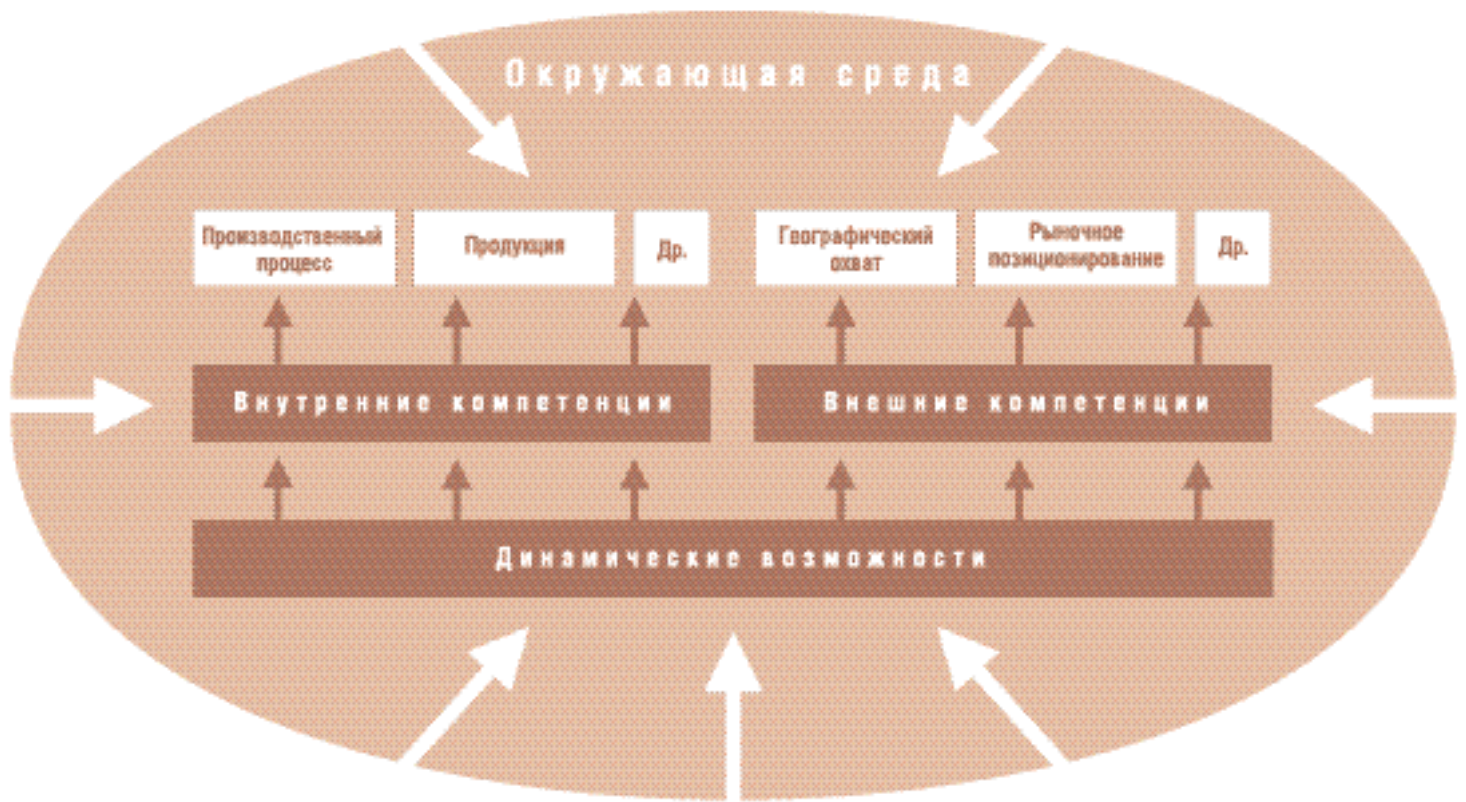 Окружающая среда
Производственный
процесс
Продукция
Др.
Географический
охват
Рыночное
позиционирование
Др.
Внутренние компетенции
Внешние компетенции
Динамические возможности